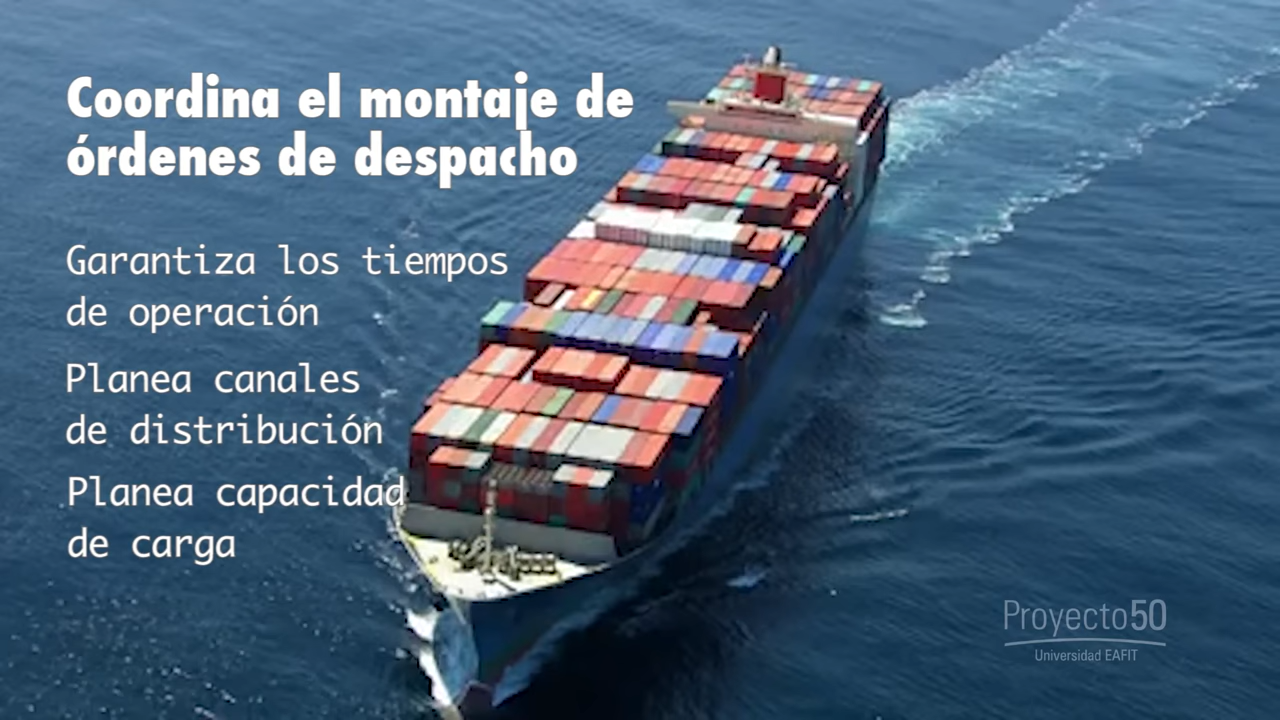 Coordina el montaje de
órdenes de despacho
Garantiza los tiempos
de operación
Planea canales
de distribución
Planea capacidad
de carga
Proyecto50
Universidad EAFIT